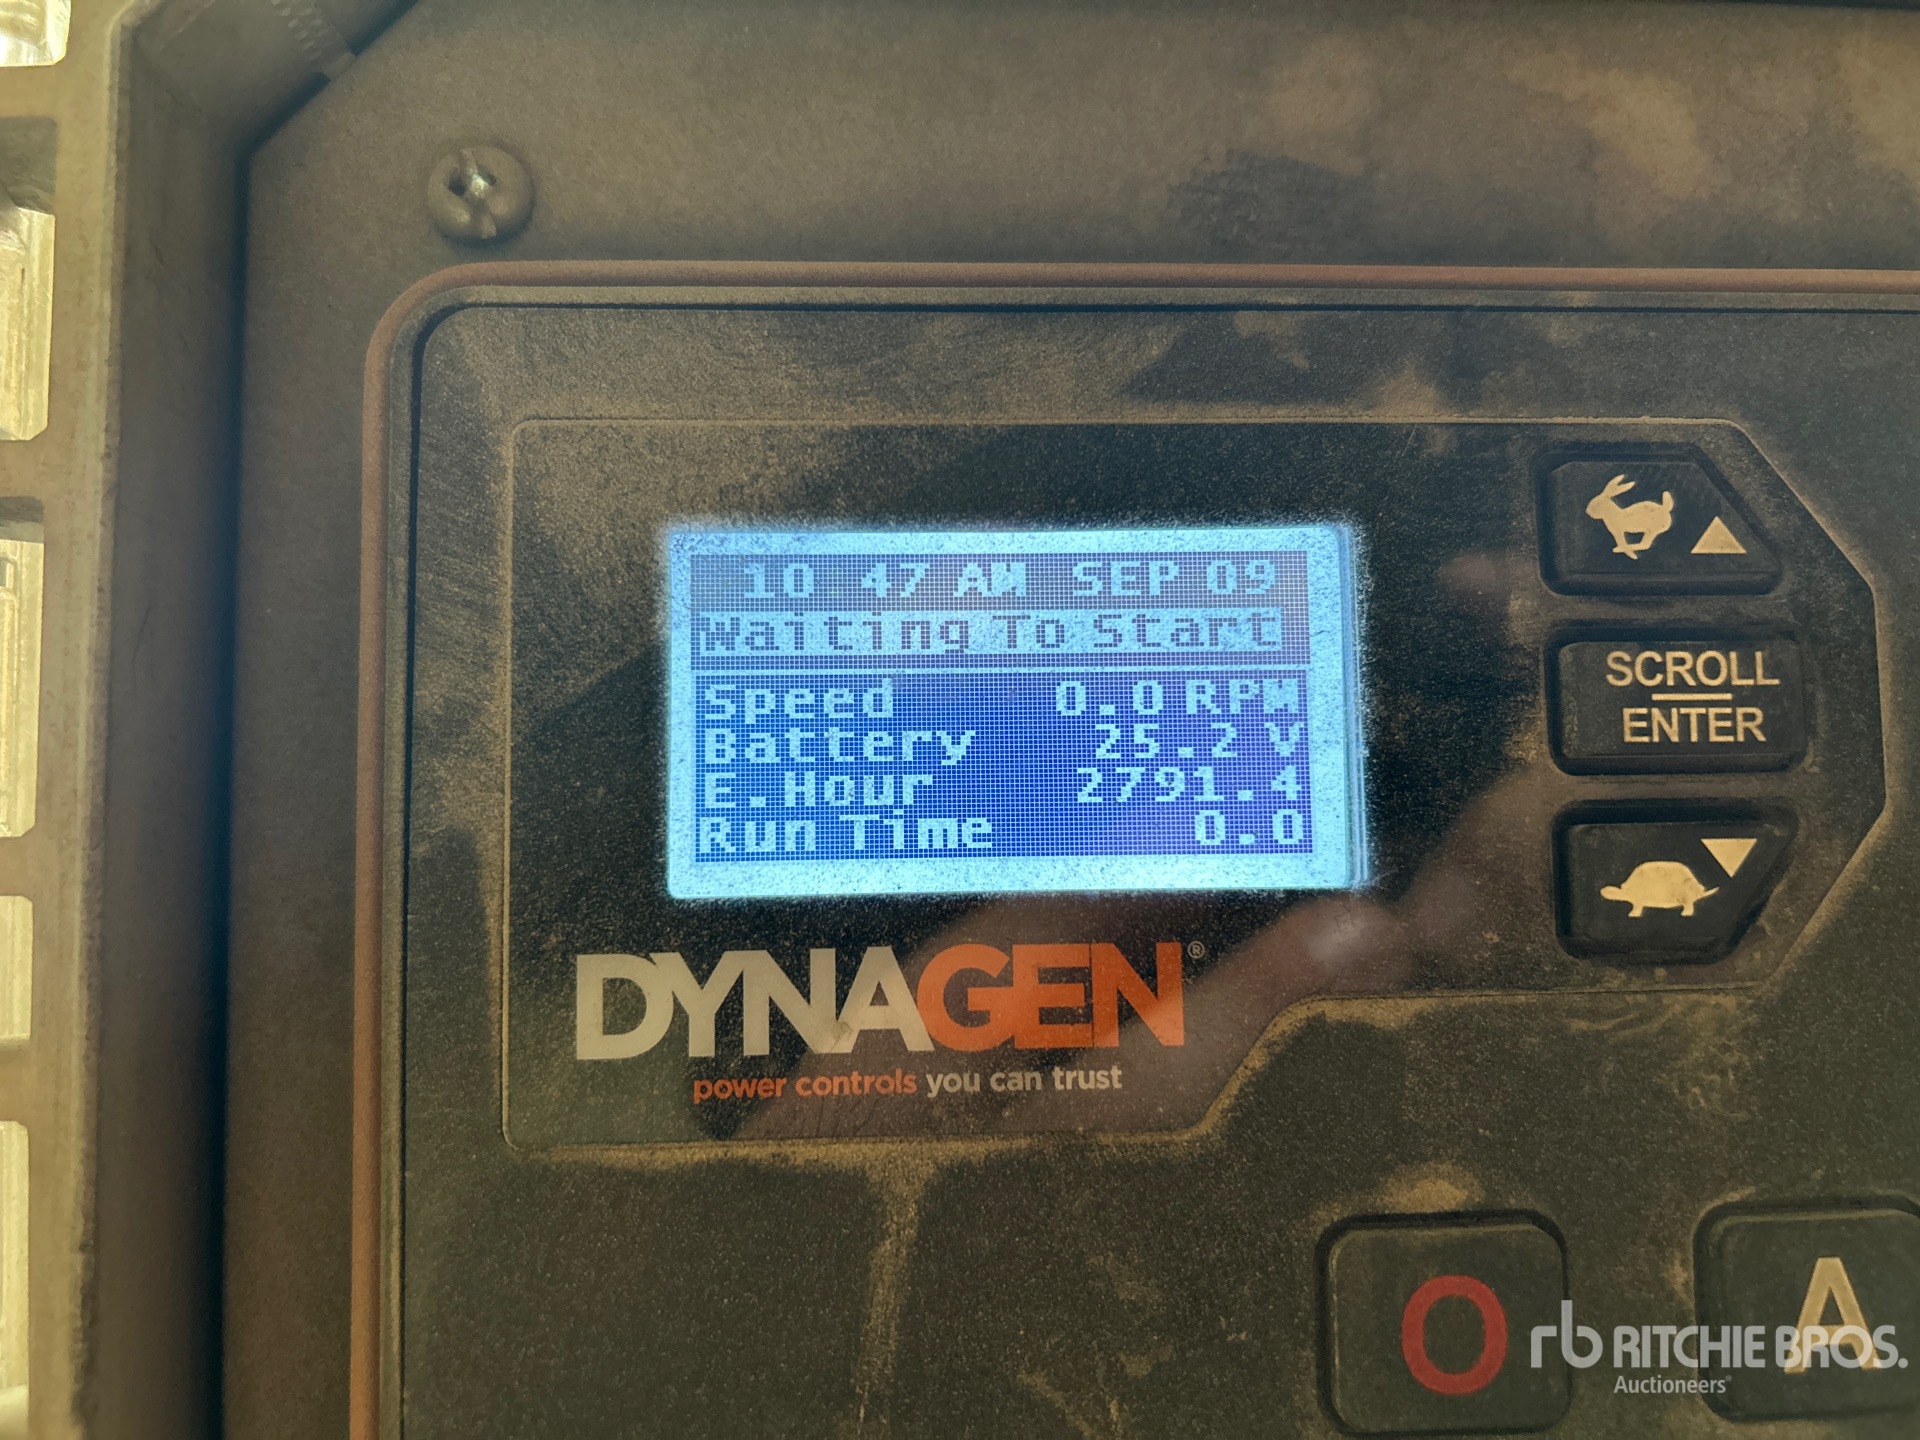 10 47 AM SEP 09
Waiting To Start
Speed 0.0 RPM
Battery 25.2 V
E.Hour 2791.4
Run Time 0.0
SCROLL
ENTER
DYNAGEN®
power controls you can trust
O
A
rb RITCHIE BROS.
Auctioneers®